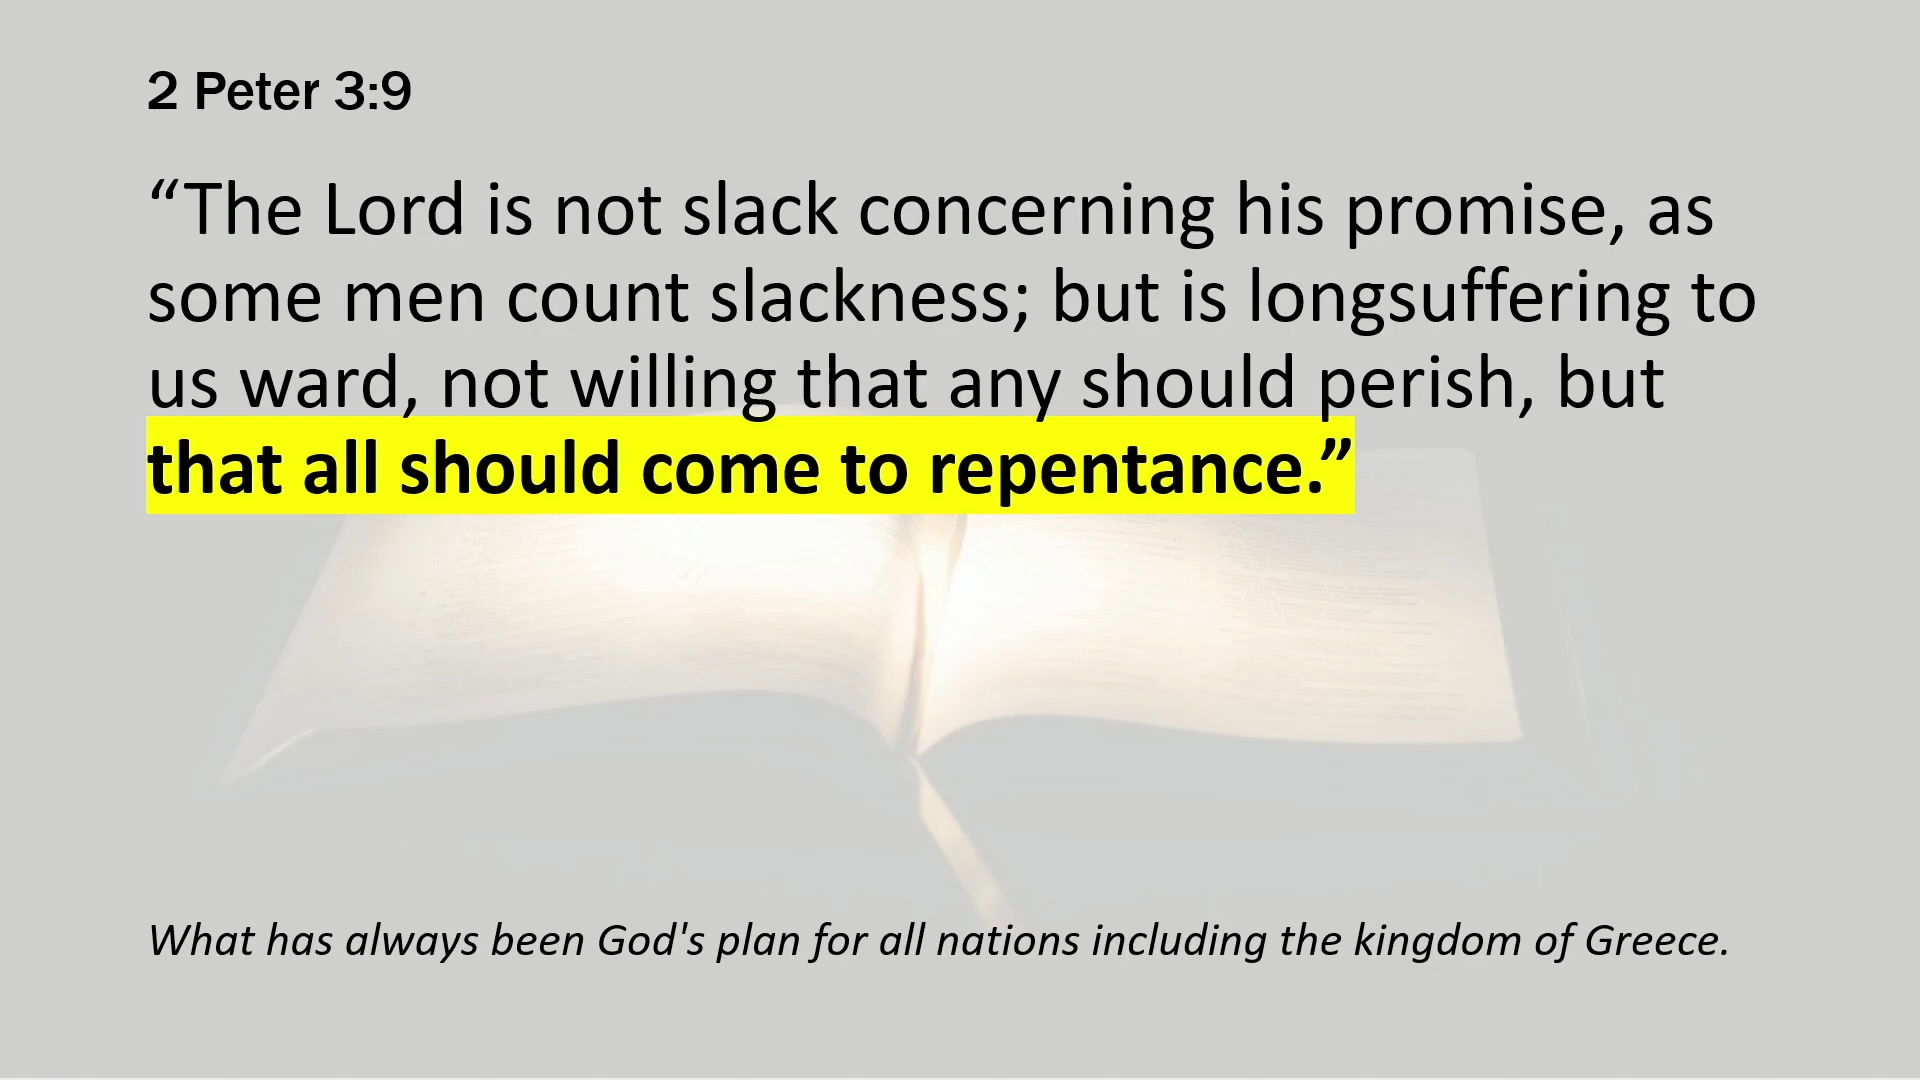 2 Peter 3:9
“The Lord is not slack concerning his promise, as
some men count slackness; but is longsuffering to
us ward, not willing that any should perish, but
that all should come to repentance.”
What has always been God's plan for all nations including the kingdom of Greece.